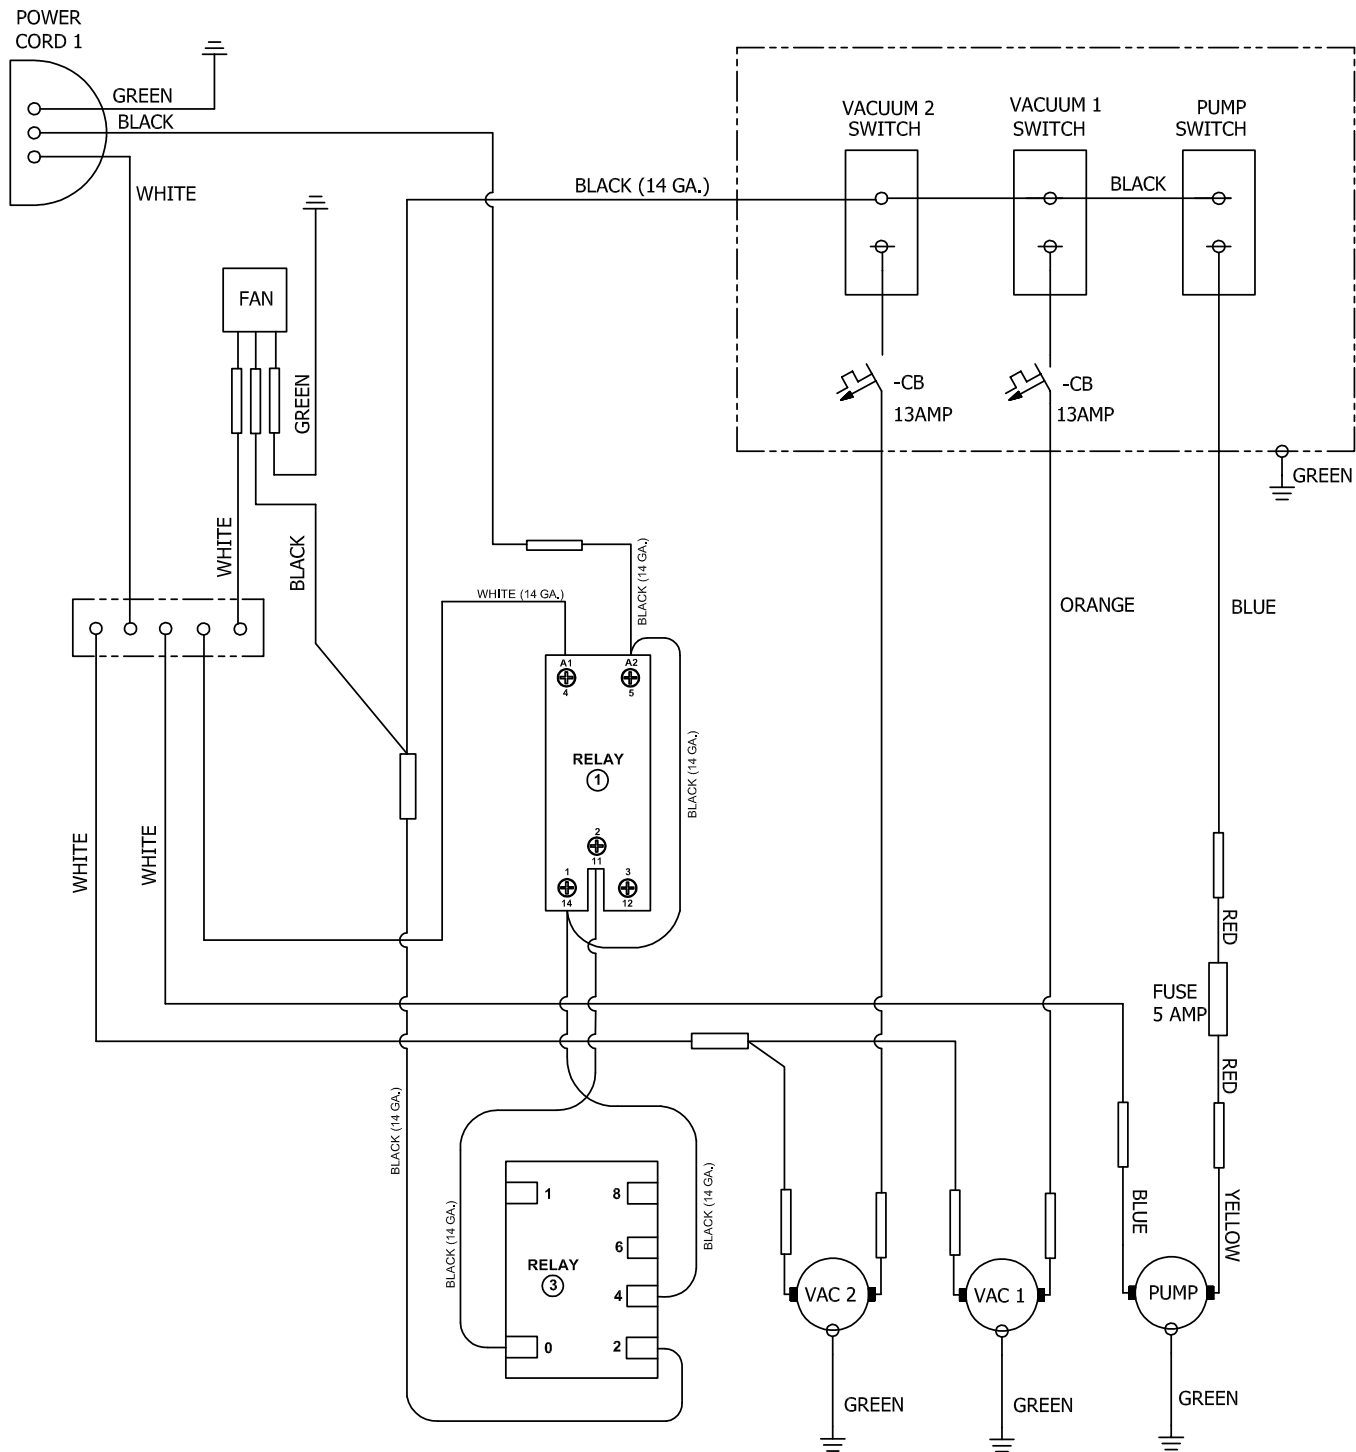 POWER
CORD 1
GREEN
BLACK
WHITE
VACUUM 2
SWITCH
VACUUM 1
SWITCH
PUMP
SWITCH
BLACK (14 GA.)
BLACK
FAN
GREEN
-CB
13AMP
-CB
13AMP
GREEN
WHITE
BLACK
WHITE (14 GA.)
BLACK (14 GA.)
ORANGE
BLUE
A1
4
A2
5
RELAY
1
BLACK (14 GA.)
2
11
1
14
3
12
WHITE
WHITE
RED
FUSE
5 AMP
RED
BLACK (14 GA.)
BLACK (14 GA.)
BLACK (14 GA.)
1
8
6
RELAY
3
4
0
2
BLUE
YELLOW
VAC 2
VAC 1
PUMP
GREEN
GREEN
GREEN